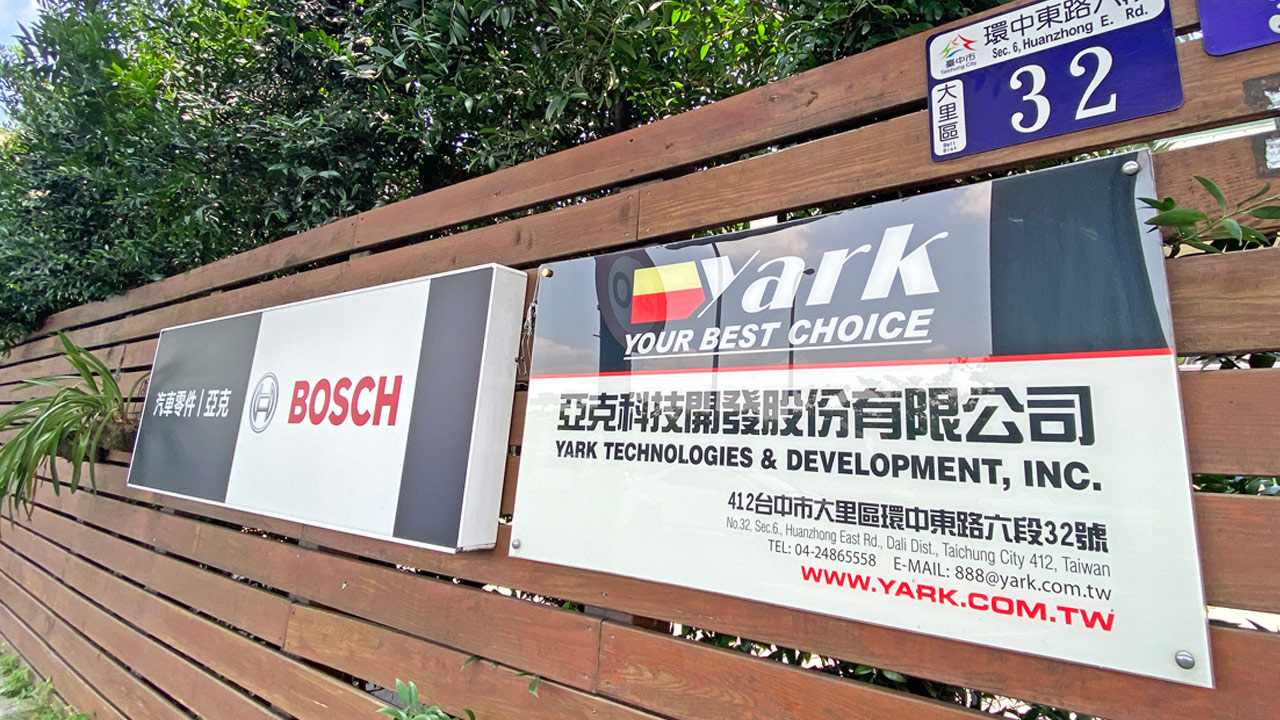 環中東路六段
Sec. 6, Huanzhong E. Rd.
臺中市
Taichung City
大里區
Dali Dist
32
yark
YOUR BEST CHOICE
亞克科技開發股份有限公司
YARK TECHNOLOGIES & DEVELOPMENT, INC.
412台中市大里區環中東路六段32號
No.32, Sec.6., Huanzhong East Rd., Dali Dist., Taichung City 412, Taiwan
TEL: 04-24865558 E-MAIL: 888@yark.com.tw
WWW.YARK.COM.TW
汽車零件 | 亞克
BOSCH